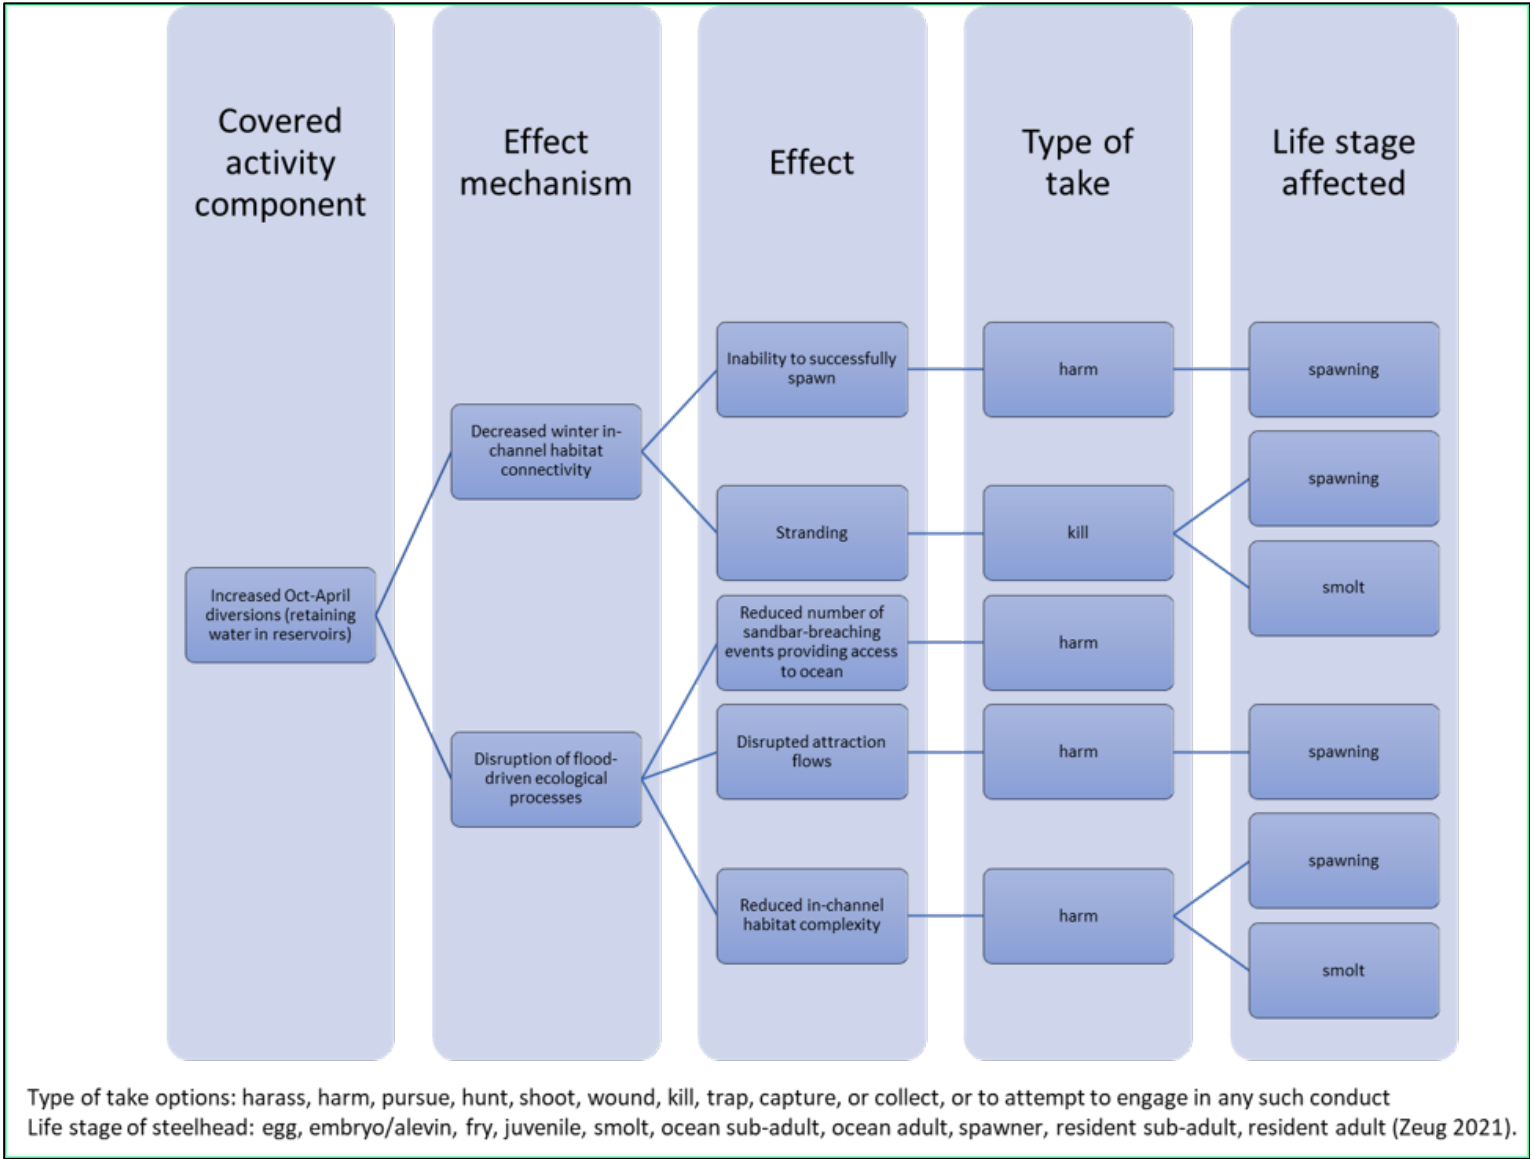 Covered
activity
component
Effect
mechanism
Effect
Type of
take
Life stage
affected
Increased Oct-April
diversions (retaining
water in reservoirs)
Decreased winter in-
channel habitat
connectivity
Disruption of flood-
driven ecological
processes
Inability to successfully
spawn
Stranding
Reduced number of
sandbar-breaching
events providing access
to ocean
Disrupted attraction
flows
Reduced in-channel
habitat complexity
harm
kill
harm
harm
harm
spawning
spawning
smolt
spawning
spawning
smolt
Type of take options: harass, harm, pursue, hunt, shoot, wound, kill, trap, capture, or collect, or to attempt to engage in any such conduct
Life stage of steelhead: egg, embryo/alevin, fry, juvenile, smolt, ocean sub-adult, ocean adult, spawner, resident sub-adult, resident adult (Zeug 2021).